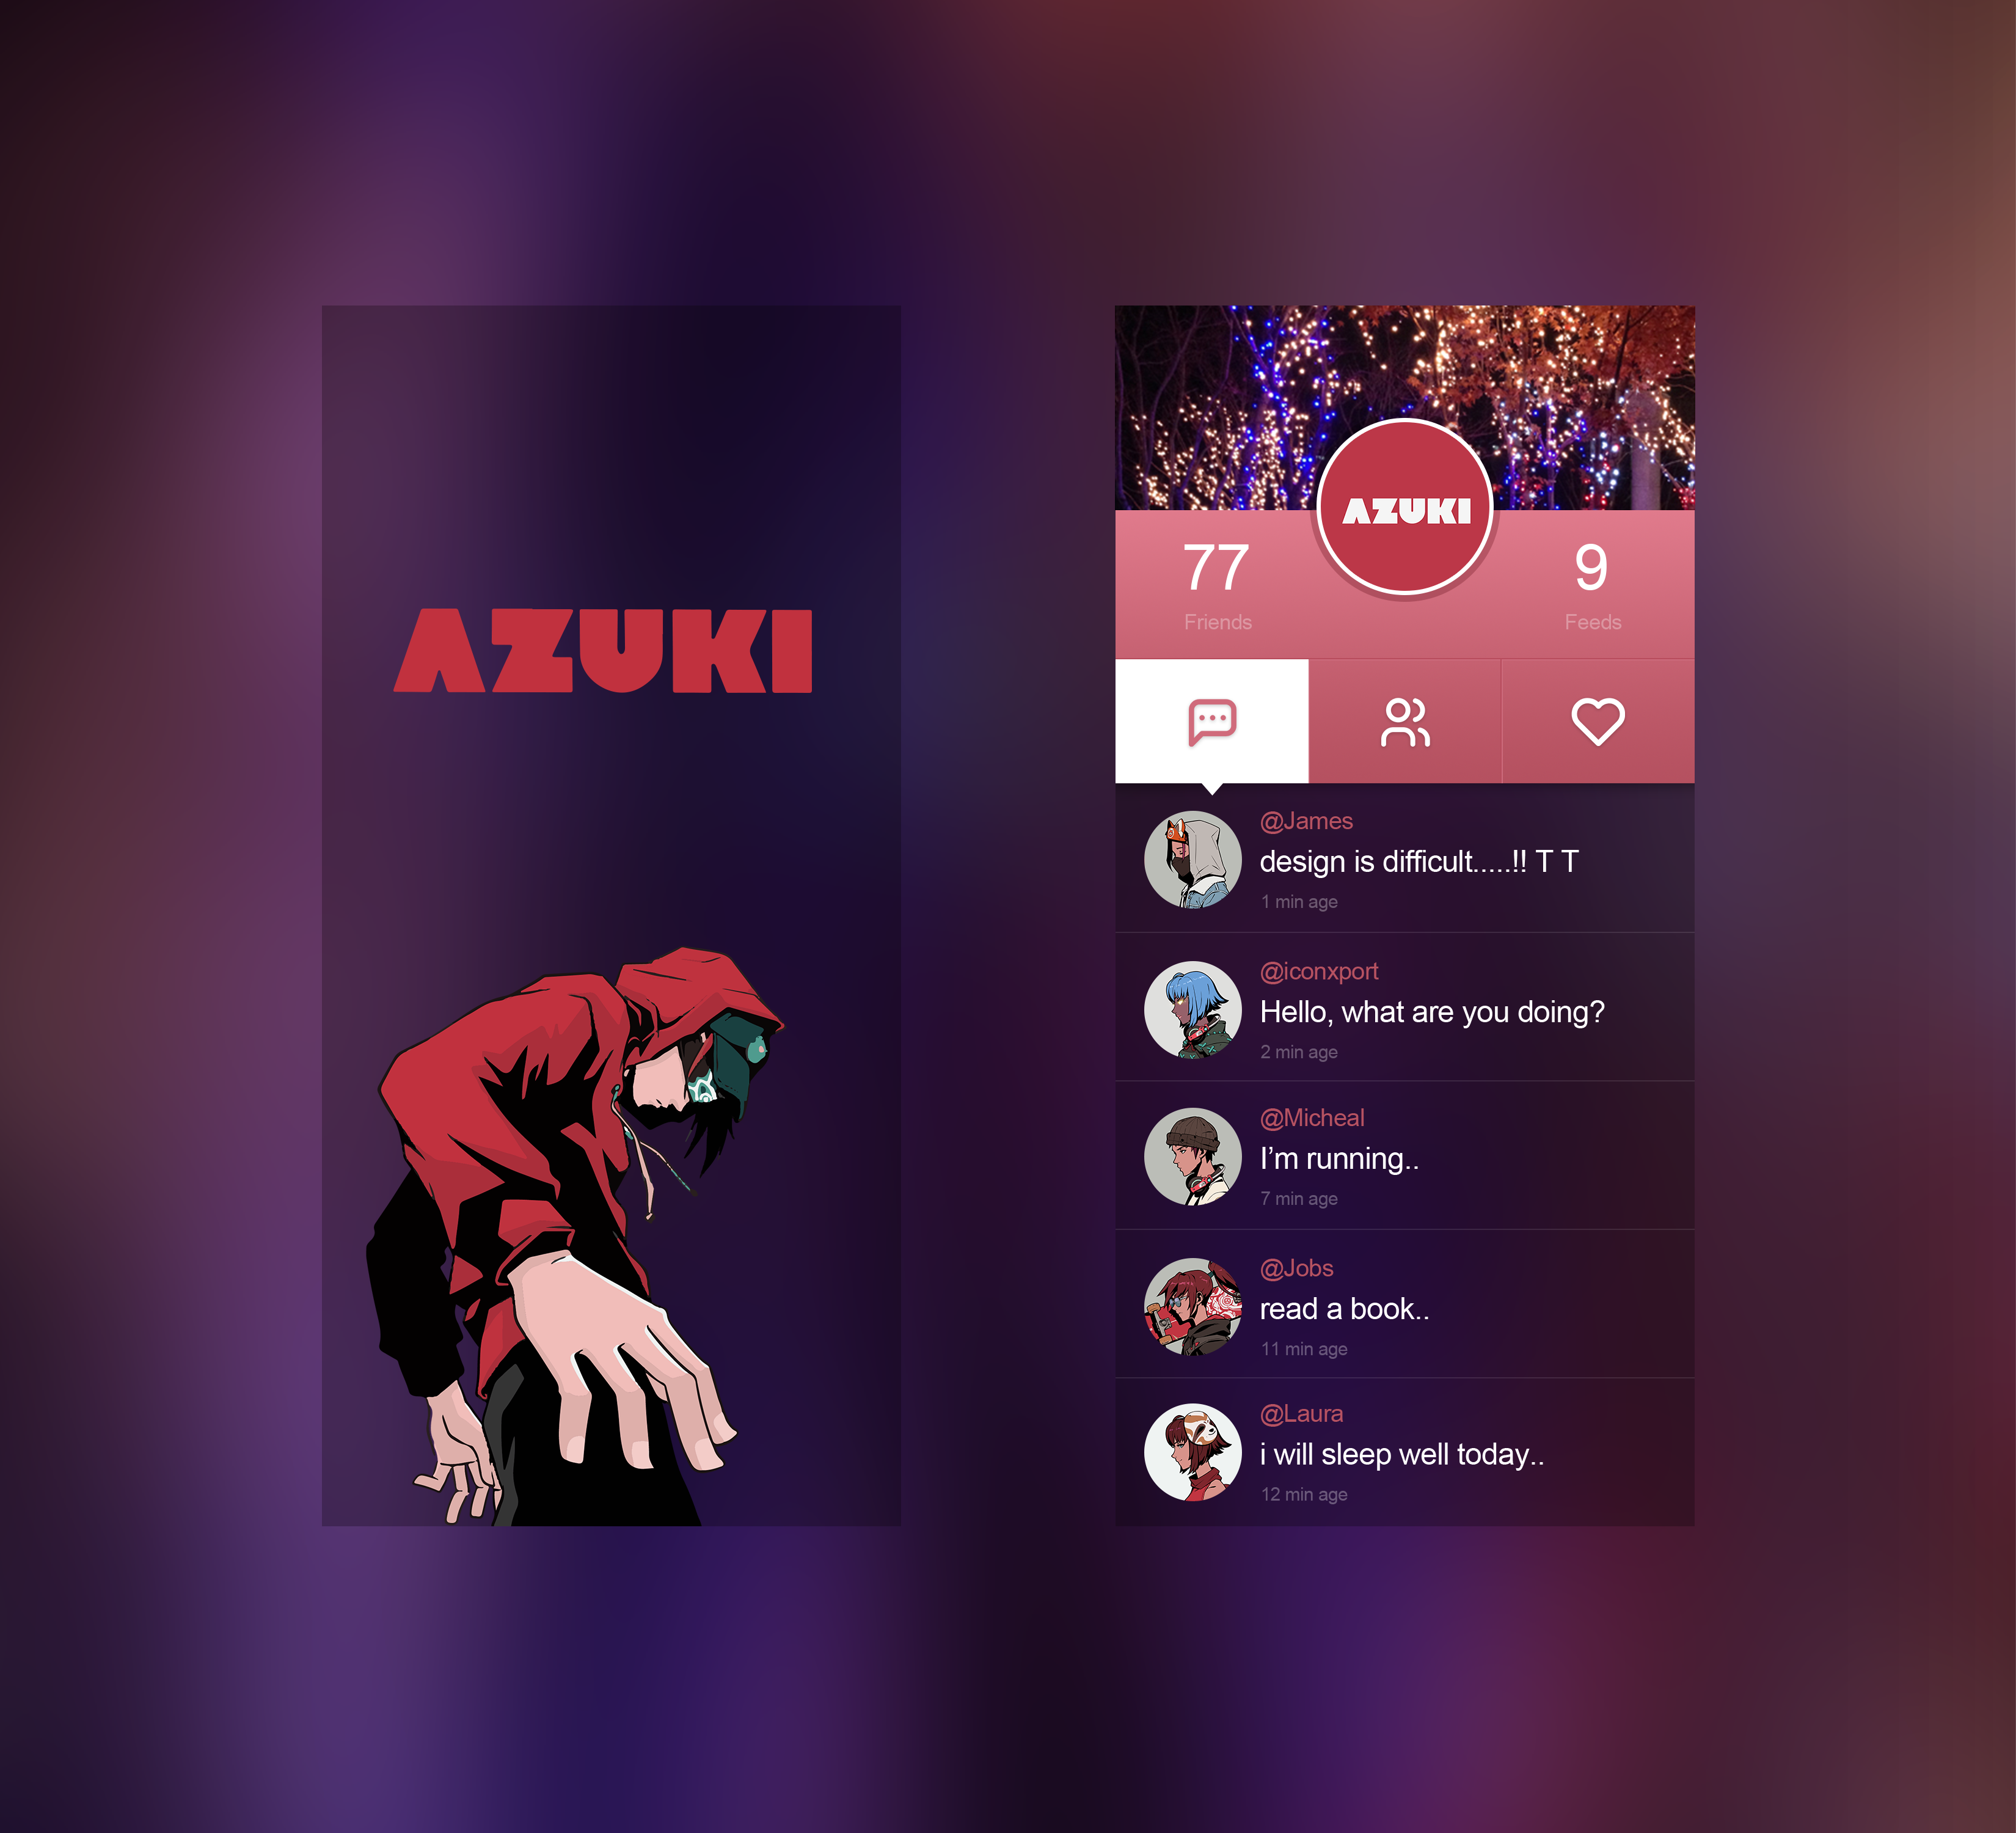 AZUKI
AZUKI
77
Friends
9
Feeds
@James
design is difficult.....!! T T
1 min age
@iconxport
Hello, what are you doing?
2 min age
@Micheal
I’m running..
7 min age
@Jobs
read a book..
11 min age
@Laura
i will sleep well today..
12 min age